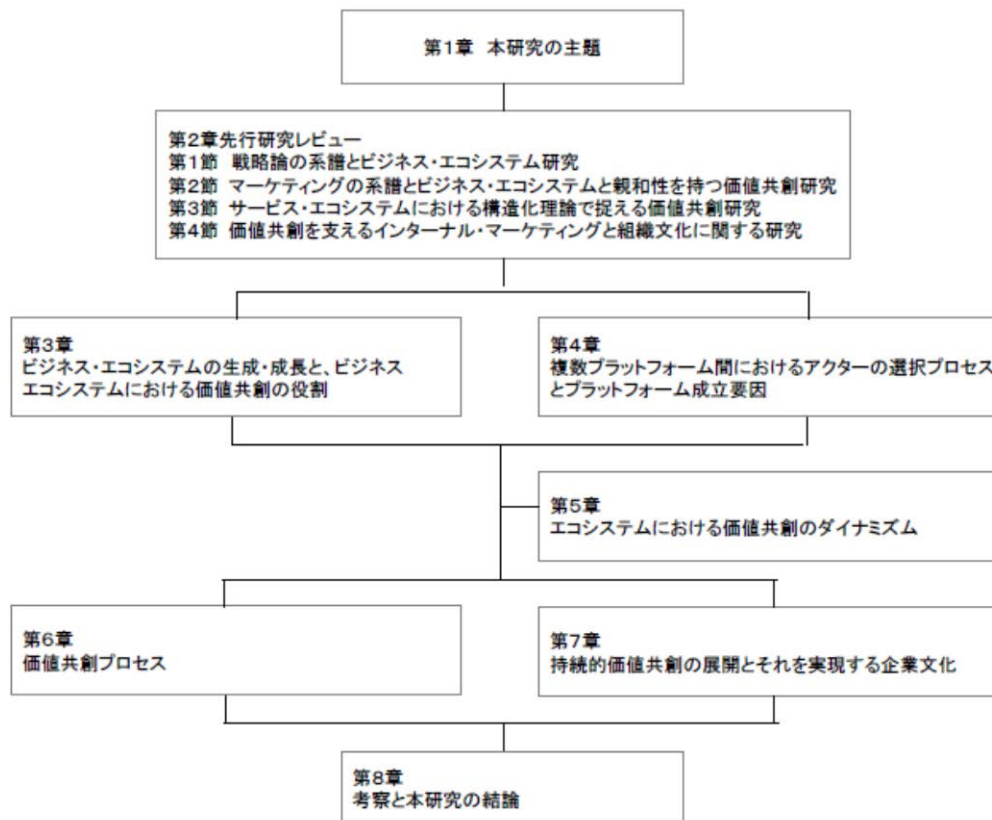 第1章 本研究の主題
第2章先行研究レビュー
第1節 戦略論の系譜とビジネス・エコシステム研究
第2節 マーケティングの系譜とビジネス・エコシステムと親和性を持つ価値共創研究
第3節 サービス・エコシステムにおける構造化理論で捉える価値共創研究
第4節 価値共創を支えるインターナル・マーケティングと組織文化に関する研究
第3章
ビジネス・エコシステムの生成・成長と、ビジネス
エコシステムにおける価値共創の役割
第4章
複数プラットフォーム間におけるアクターの選択プロセス
とプラットフォーム成立要因
第5章
エコシステムにおける価値共創のダイナミズム
第6章
価値共創プロセス
第7章
持続的価値共創の展開とそれを実現する企業文化
第8章
考察と本研究の結論